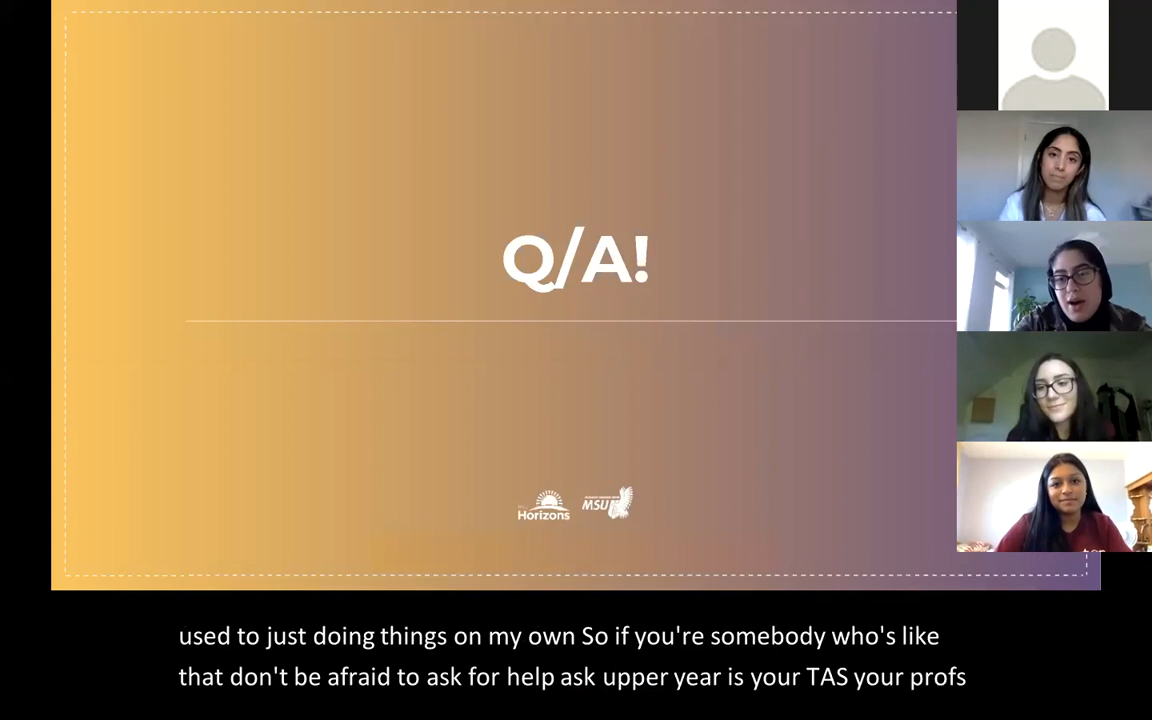 Q/A!
Horizons
MSU
used to just doing things on my own So if you're somebody who's like
that don't be afraid to ask for help ask upper year is your TAS your profs